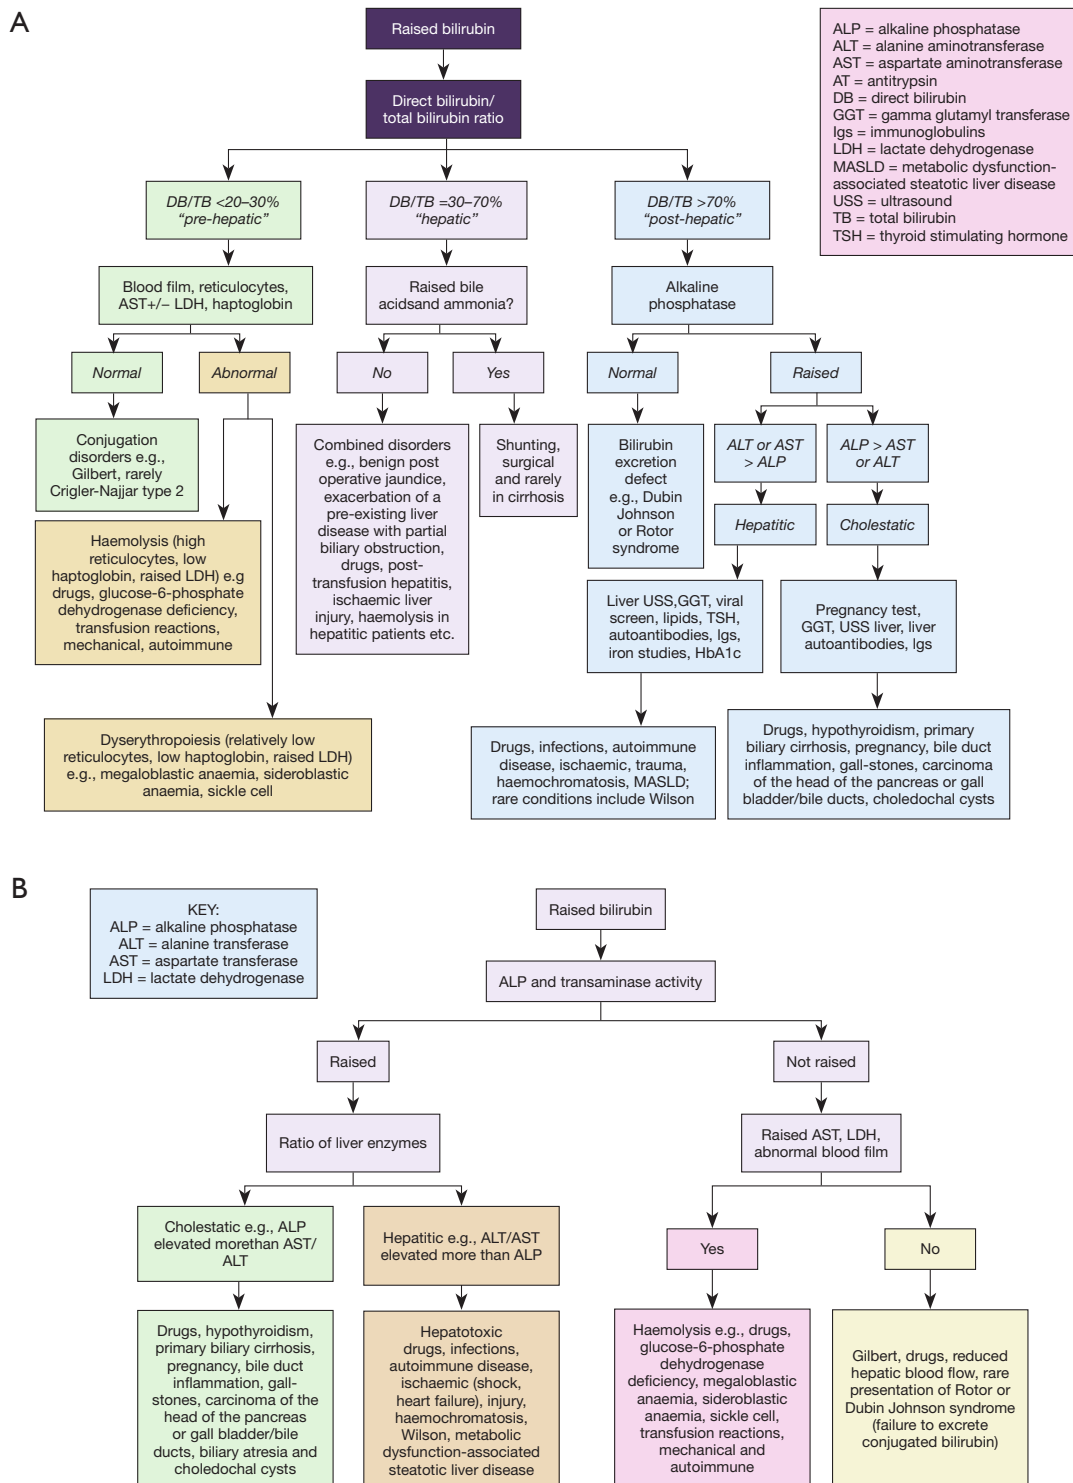 A
Raised bilirubin
Direct bilirubin/
total bilirubin ratio
ALP = alkaline phosphatase
ALT = alanine aminotransferase
AST = aspartate aminotransferase
AT = antitrypsin
DB = direct bilirubin
GGT = gamma glutamyl transferase
Igs = immunoglobulins
LDH = lactate dehydrogenase
MASLD = metabolic dysfunction-
associated steatotic liver disease
USS = ultrasound
TB = total bilirubin
TSH = thyroid stimulating hormone
DB/TB <20–30%
“pre-hepatic”
DB/TB =30–70%
“hepatic”
DB/TB >70%
“post-hepatic”
Blood film, reticulocytes,
AST+/− LDH, haptoglobin
Raised bile
acidsand ammonia?
Alkaline
phosphatase
Normal
Abnormal
No
Yes
Normal
Raised
Conjugation
disorders e.g.,
Gilbert, rarely
Crigler-Najjar type 2
Combined disorders
e.g., benign post
operative jaundice,
exacerbation of a
pre-existing liver
disease with partial
biliary obstruction,
drugs, post-
transfusion hepatitis,
ischaemic liver
injury, haemolysis in
hepatitic patients etc.
Shunting,
surgical
and rarely
in cirrhosis
Bilirubin
excretion
defect
e.g., Dubin
Johnson
or Rotor
syndrome
ALT or AST
> ALP
ALP > AST
or ALT
Hepatitic
Cholestatic
Haemolysis (high
reticulocytes, low
haptoglobin, raised LDH) e.g
drugs, glucose-6-phosphate
dehydrogenase deficiency,
transfusion reactions,
mechanical, autoimmune
Liver USS,GGT, viral
screen, lipids, TSH,
autoantibodies, Igs,
iron studies, HbA1c
Pregnancy test,
GGT, USS liver, liver
autoantibodies, Igs
Dyserythropoiesis (relatively low
reticulocytes, low haptoglobin, raised LDH)
e.g., megaloblastic anaemia, sideroblastic
anaemia, sickle cell
Drugs, infections, autoimmune
disease, ischaemic, trauma,
haemochromatosis, MASLD;
rare conditions include Wilson
Drugs, hypothyroidism, primary
biliary cirrhosis, pregnancy, bile duct
inflammation, gall-stones, carcinoma
of the head of the pancreas or gall
bladder/bile ducts, choledochal cysts
B
KEY:
ALP = alkaline phosphatase
ALT = alanine transferase
AST = aspartate transferase
LDH = lactate dehydrogenase
Raised bilirubin
ALP and transaminase activity
Raised
Not raised
Ratio of liver enzymes
Raised AST, LDH,
abnormal blood film
Cholestatic e.g., ALP
elevated morethan AST/
ALT
Hepatitic e.g., ALT/AST
elevated more than ALP
Yes
No
Drugs, hypothyroidism,
primary biliary cirrhosis,
pregnancy, bile duct
inflammation, gall-
stones, carcinoma of the
head of the pancreas
or gall bladder/bile
ducts, biliary atresia and
choledochal cysts
Hepatotoxic
drugs, infections,
autoimmune disease,
ischaemic (shock,
heart failure), injury,
haemochromatosis,
Wilson, metabolic
dysfunction-associated
steatotic liver disease
Haemolysis e.g., drugs,
glucose-6-phosphate
dehydrogenase
deficiency, megaloblastic
anaemia, sideroblastic
anaemia, sickle cell,
transfusion reactions,
mechanical and
autoimmune
Gilbert, drugs, reduced
hepatic blood flow, rare
presentation of Rotor or
Dubin Johnson syndrome
(failure to excrete
conjugated bilirubin)